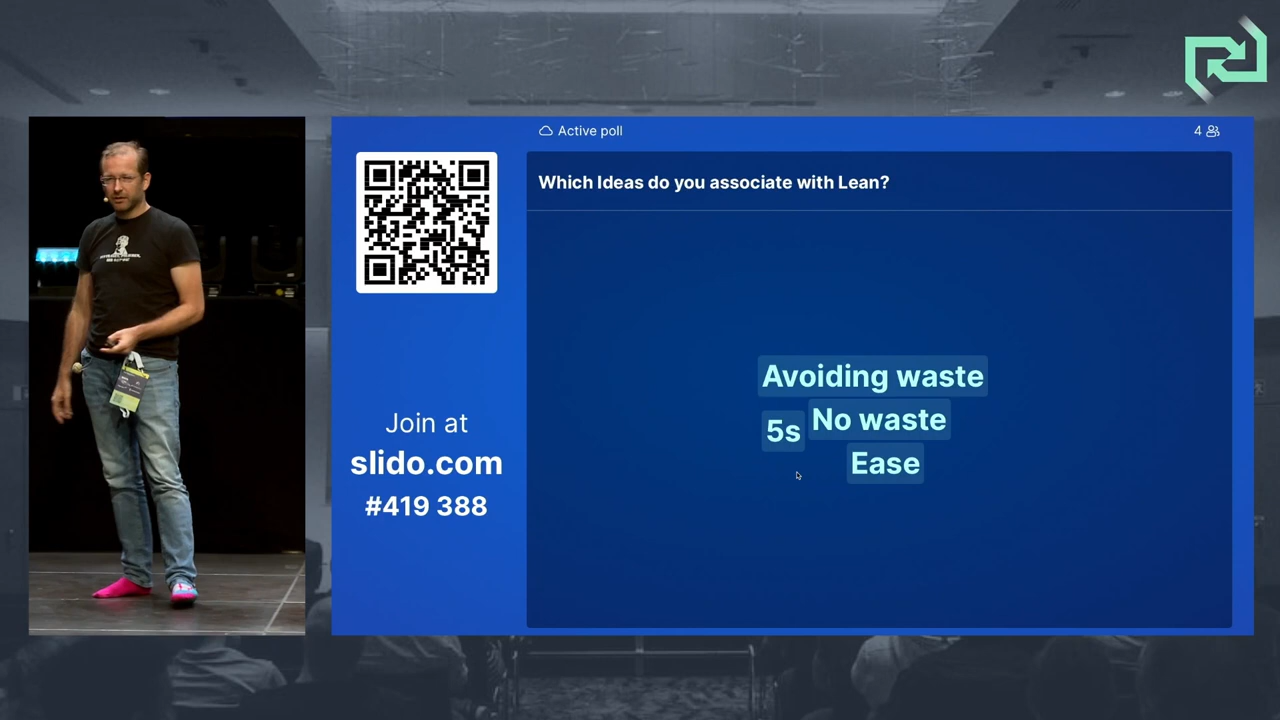 Active poll
4
Which Ideas do you associate with Lean?
Avoiding waste
No waste
5s
Ease
Join at
slido.com
#419 388